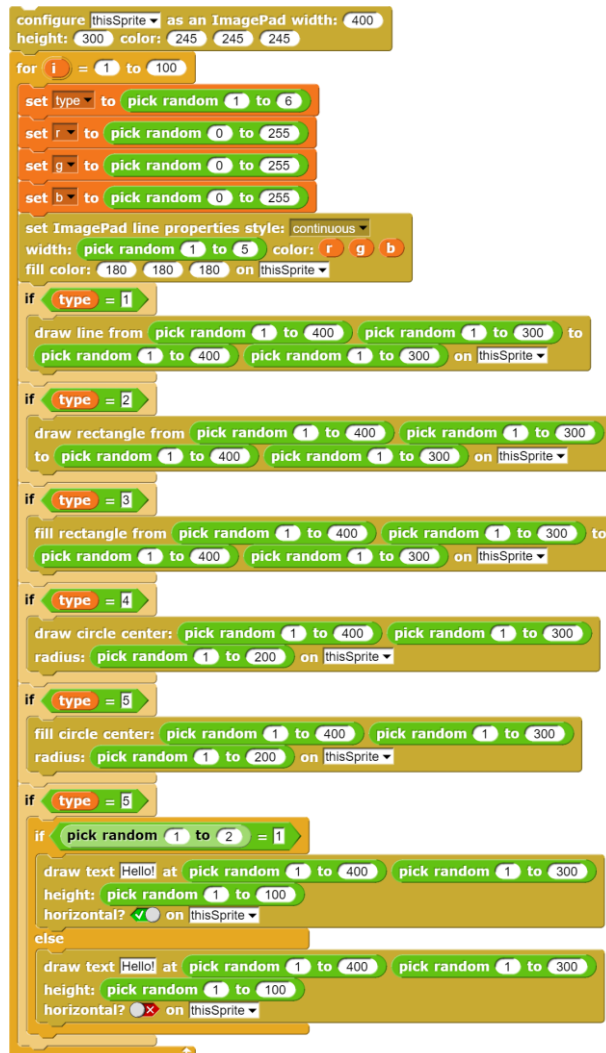 configure thisSprite as an ImagePad width: 400
height: 300 color: 245 245 245
for i = 1 to 100
set type to pick random 1 to 6
set r to pick random 0 to 255
set g to pick random 0 to 255
set b to pick random 0 to 255
set ImagePad line properties style: continuous
width: pick random 1 to 5 color: r g b
fill color: 180 180 180 on thisSprite
if type = 1
draw line from pick random 1 to 400 pick random 1 to 300 to
pick random 1 to 400 pick random 1 to 300 on thisSprite
if type = 2
draw rectangle from pick random 1 to 400 pick random 1 to 300
to pick random 1 to 400 pick random 1 to 300 on thisSprite
if type = 3
fill rectangle from pick random 1 to 400 pick random 1 to 300 to
pick random 1 to 400 pick random 1 to 300 on thisSprite
if type = 4
draw circle center: pick random 1 to 400 pick random 1 to 300
radius: pick random 1 to 200 on thisSprite
if type = 5
fill circle center: pick random 1 to 400 pick random 1 to 300
radius: pick random 1 to 200 on thisSprite
if type = 5
if pick random 1 to 2 = 1
draw text Hello! at pick random 1 to 400 pick random 1 to 300
height: pick random 1 to 100
horizontal? on thisSprite
else
draw text Hello! at pick random 1 to 400 pick random 1 to 300
height: pick random 1 to 100
horizontal? on thisSprite